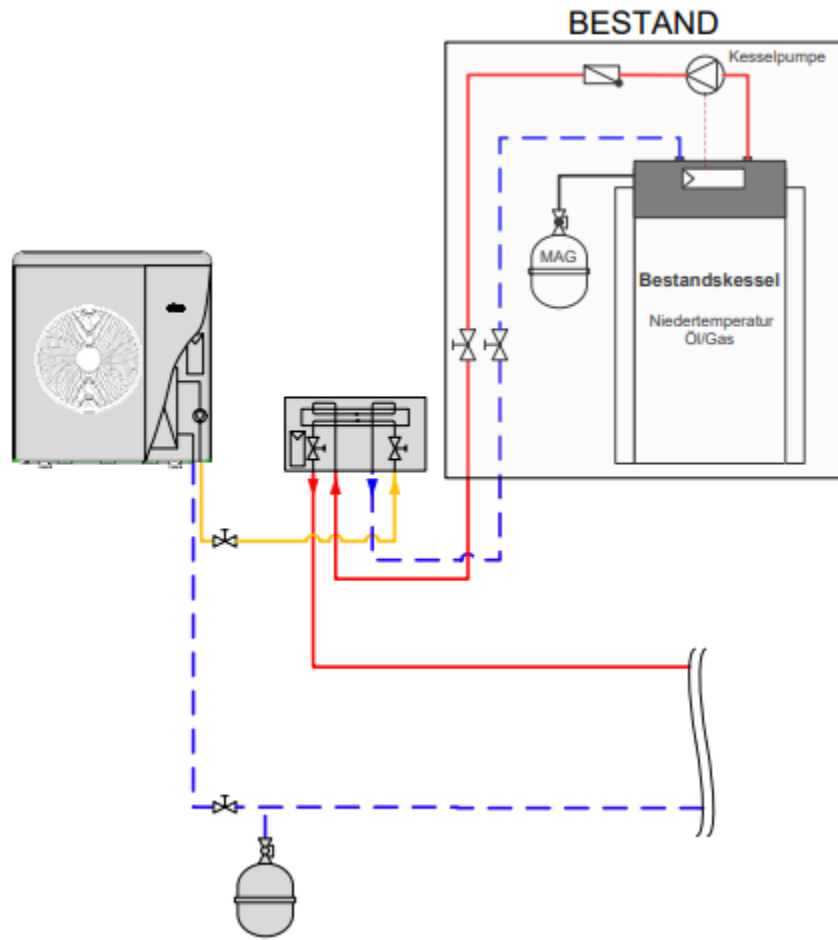 BESTAND
Kesselpumpe
MAG
Bestandskessel
Niedertemperatur
Öl/Gas